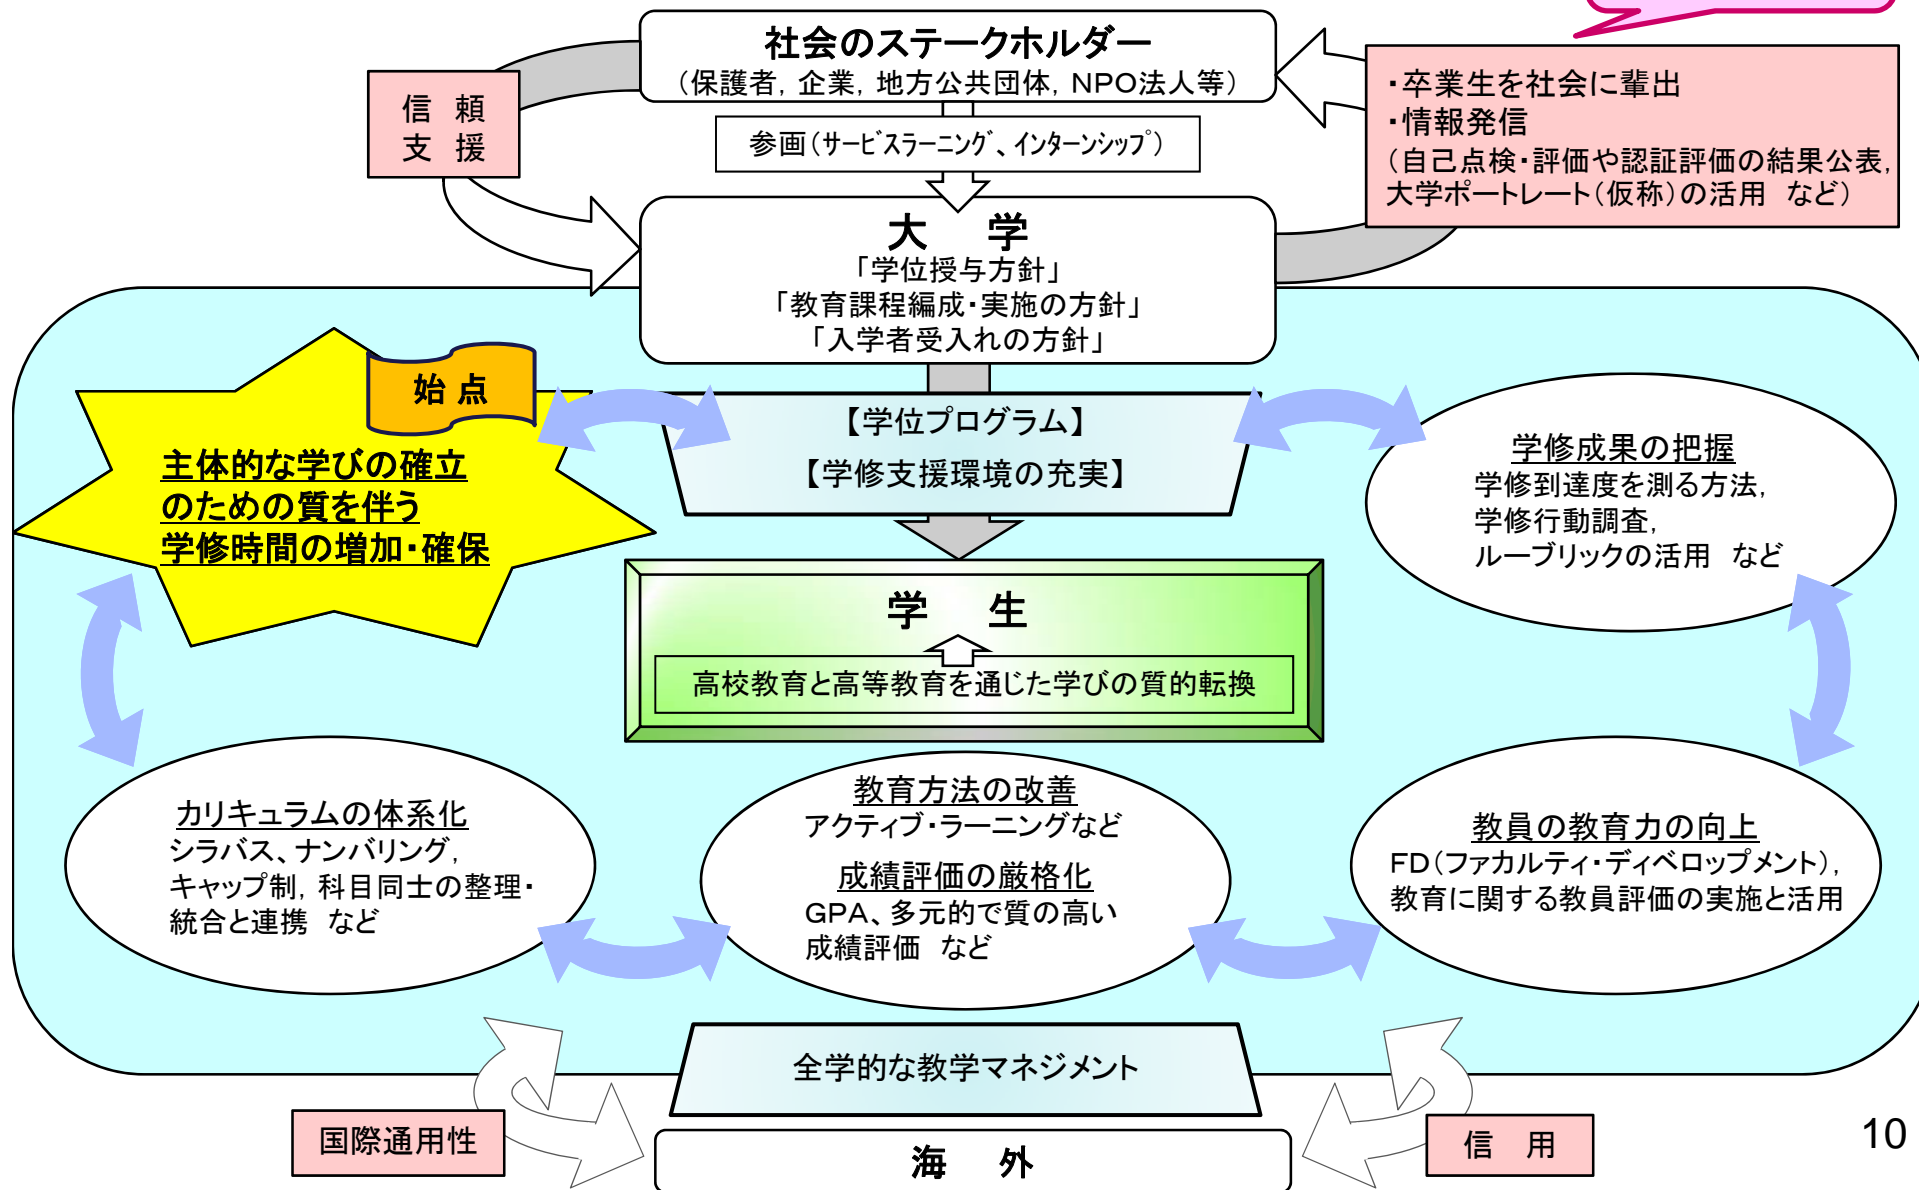 社会のステークホルダー
（保護者，企業，地方公共団体，NPO法人等）
信　頼
支　援
参画（サービスラーニング、インターンシップ）
・卒業生を社会に輩出
・情報発信
（自己点検・評価や認証評価の結果公表，
大学ポートレート（仮称）の活用　など）
大　学
「学位授与方針」
「教育課程編成・実施の方針」
「入学者受入れの方針」
始 点
主体的な学びの確立
のための質を伴う
学修時間の増加・確保
【学位プログラム】
【学修支援環境の充実】
学修成果の把握
学修到達度を測る方法，
学修行動調査，
ルーブリックの活用　など
学　生
高校教育と高等教育を通じた学びの質的転換
カリキュラムの体系化
シラバス、ナンバリング，
キャップ制，科目同士の整理・
統合と連携　など
教育方法の改善
アクティブ・ラーニングなど
成績評価の厳格化
GPA、多元的で質の高い
成績評価　など
教員の教育力の向上
FD（ファカルティ・ディベロップメント），
教育に関する教員評価の実施と活用
全学的な教学マネジメント
国際通用性
海　外
信　用
10